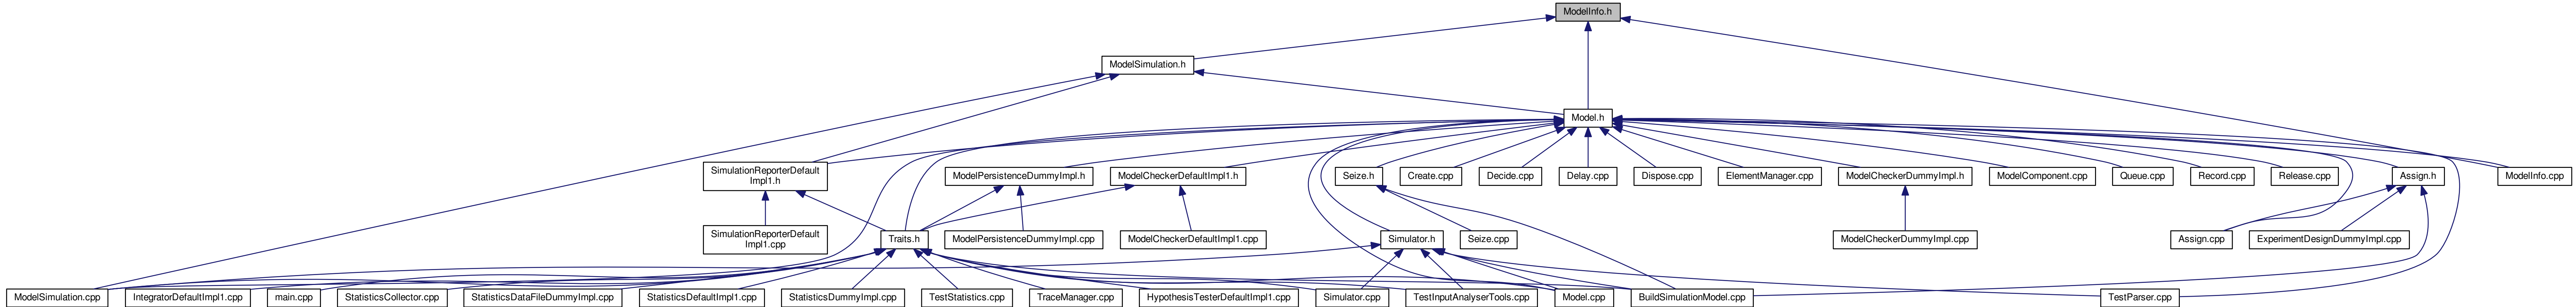 ModelInfo.h
ModelSimulation.h
Model.h
SimulationReporterDefault
Impl1.h
ModelPersistenceDummyImpl.h
ModelCheckerDefaultImpl1.h
Seize.h
Create.cpp
Decide.cpp
Delay.cpp
Dispose.cpp
ElementManager.cpp
ModelCheckerDummyImpl.h
ModelComponent.cpp
Queue.cpp
Record.cpp
Release.cpp
Assign.h
ModelInfo.cpp
SimulationReporterDefault
Impl1.cpp
Traits.h
ModelPersistenceDummyImpl.cpp
ModelCheckerDefaultImpl1.cpp
Simulator.h
Seize.cpp
ModelCheckerDummyImpl.cpp
Assign.cpp
ExperimentDesignDummyImpl.cpp
ModelSimulation.cpp
IntegratorDefaultImpl1.cpp
main.cpp
StatisticsCollector.cpp
StatisticsDataFileDummyImpl.cpp
StatisticsDefaultImpl1.cpp
StatisticsDummyImpl.cpp
TestStatistics.cpp
TraceManager.cpp
HypothesisTesterDefaultImpl1.cpp
Simulator.cpp
TestInputAnalyserTools.cpp
Model.cpp
BuildSimulationModel.cpp
TestParser.cpp